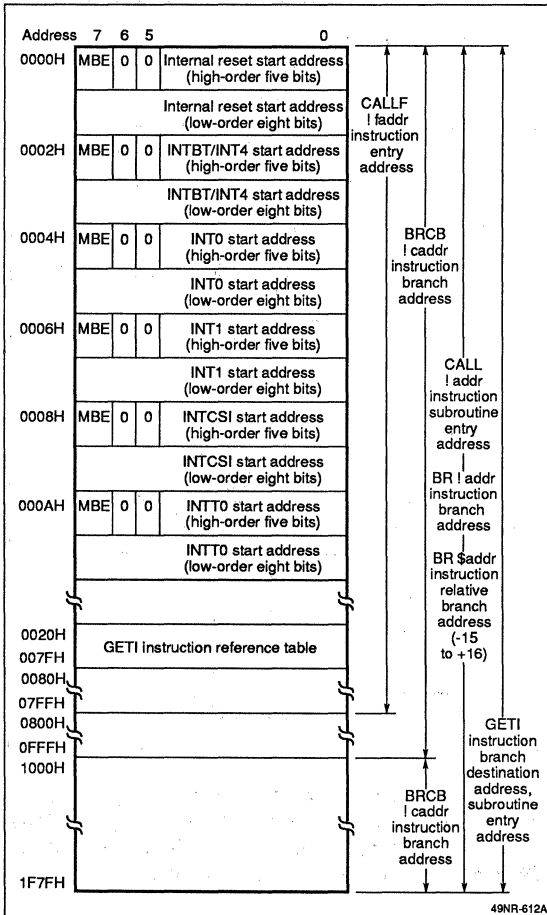 Address 7 6 5 0
0000H MBE 0 0 Internal reset start address
(high-order five bits)
Internal reset start address
(low-order eight bits)
0002H MBE 0 0 INTBT/INT4 start address
(high-order five bits)
INTBT/INT4 start address
(low-order eight bits)
0004H MBE 0 0 INT0 start address
(high-order five bits)
INT0 start address
(low-order eight bits)
0006H MBE 0 0 INT1 start address
(high-order five bits)
INT1 start address
(low-order eight bits)
0008H MBE 0 0 INTCSI start address
(high-order five bits)
INTCSI start address
(low-order eight bits)
000AH MBE 0 0 INTT0 start address
(high-order five bits)
INTT0 start address
(low-order eight bits)
0020H
GETI instruction reference table
007FH
0080H
07FFH
0800H
0FFFH
1000H
1F7FH
CALLF
! faddr
instruction
entry
address
BRCB
! caddr
instruction
branch
address
BRCB
! caddr
instruction
branch
address
CALL
! addr
instruction
subroutine
entry
address
BR ! addr
instruction
branch
address
BR $addr
instruction
relative
branch
address
(-15
to +16)
GETI
instruction
branch
destination
address,
subroutine
entry
address
49NR-612A